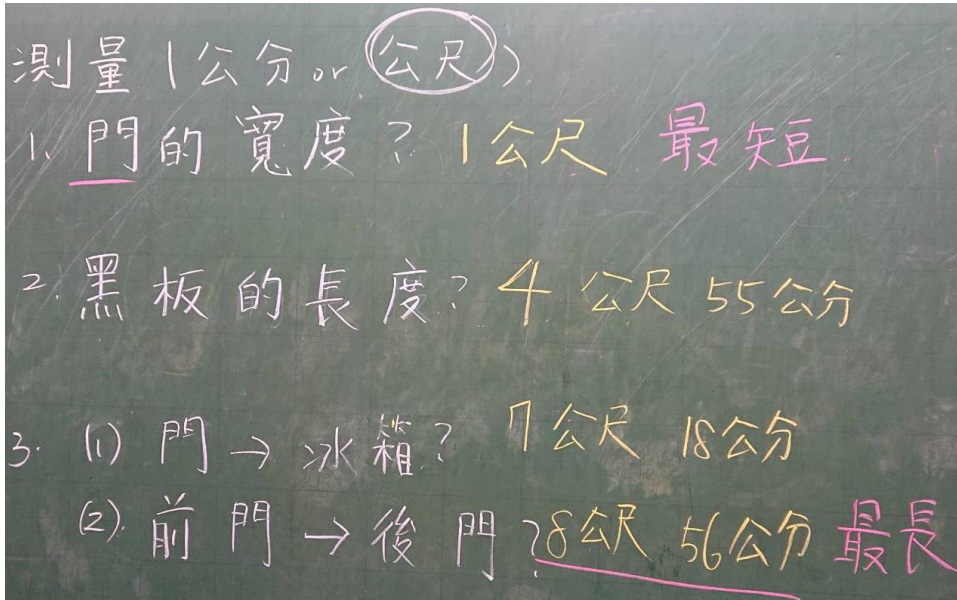 測量(公分or公尺)
1. 門的寬度? 1公尺 最短
2. 黑板的長度? 4公尺55公分
3. (1) 門→冰箱? 7公尺 18公分
(2). 前門→後門? 8公尺 56公分 最長